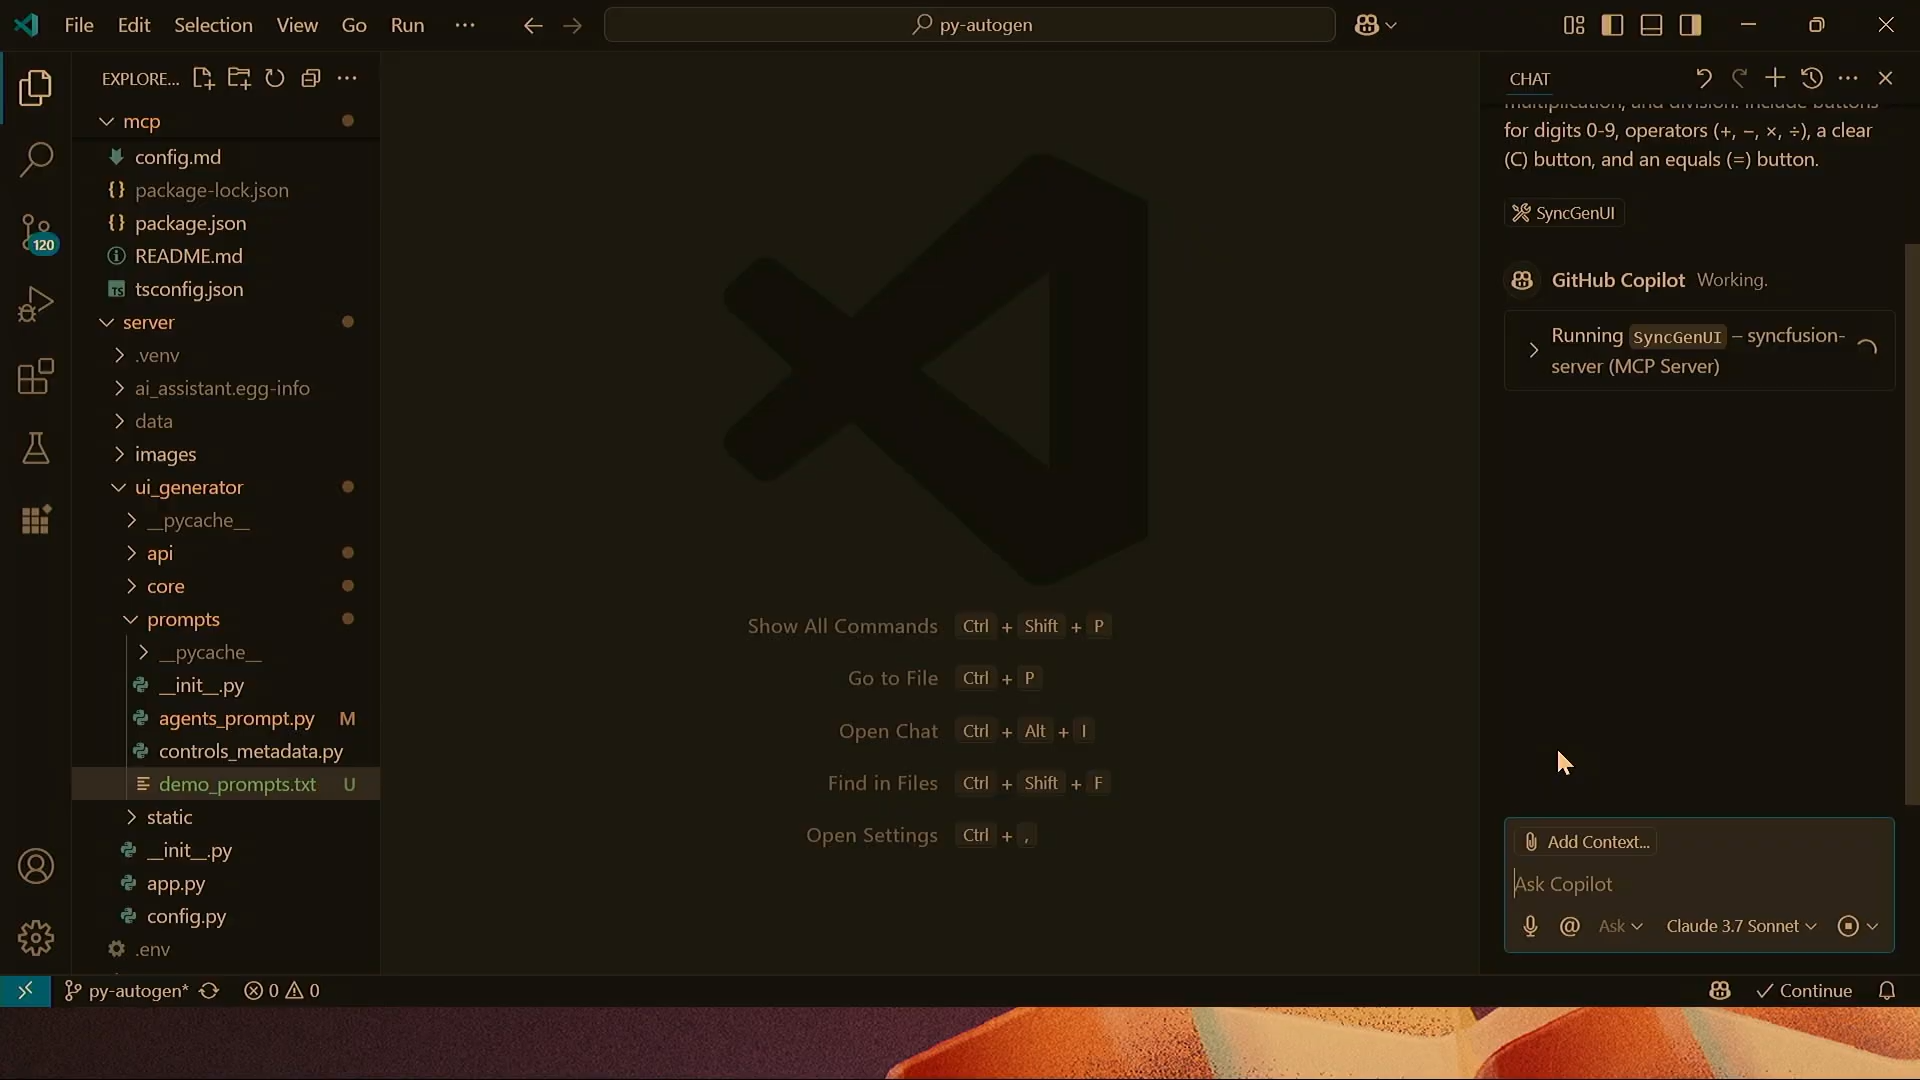 File Edit Selection View Go Run ··· py-autogen
EXPLORE...
mcp
config.md
package-lock.json
package.json
README.md
tsconfig.json
server
.venv
ai_assistant.egg-info
data
images
ui_generator
__pycache__
api
core
prompts
__pycache__
__init__.py
agents_prompt.py M
controls_metadata.py
demo_prompts.txt U
static
__init__.py
app.py
config.py
.env
120
Show All Commands Ctrl + Shift + P
Go to File Ctrl + P
Open Chat Ctrl + Alt + I
Find in Files Ctrl + Shift + F
Open Settings Ctrl + ,
CHAT
multiplication, and division. Include buttons
for digits 0-9, operators (+, −, ×, ÷), a clear
(C) button, and an equals (=) button.
SyncGenUI
GitHub Copilot Working.
Running SyncGenUI – syncfusion-
server (MCP Server)
Add Context...
Ask Copilot
@ Ask Claude 3.7 Sonnet
py-autogen* 0 0 Continue